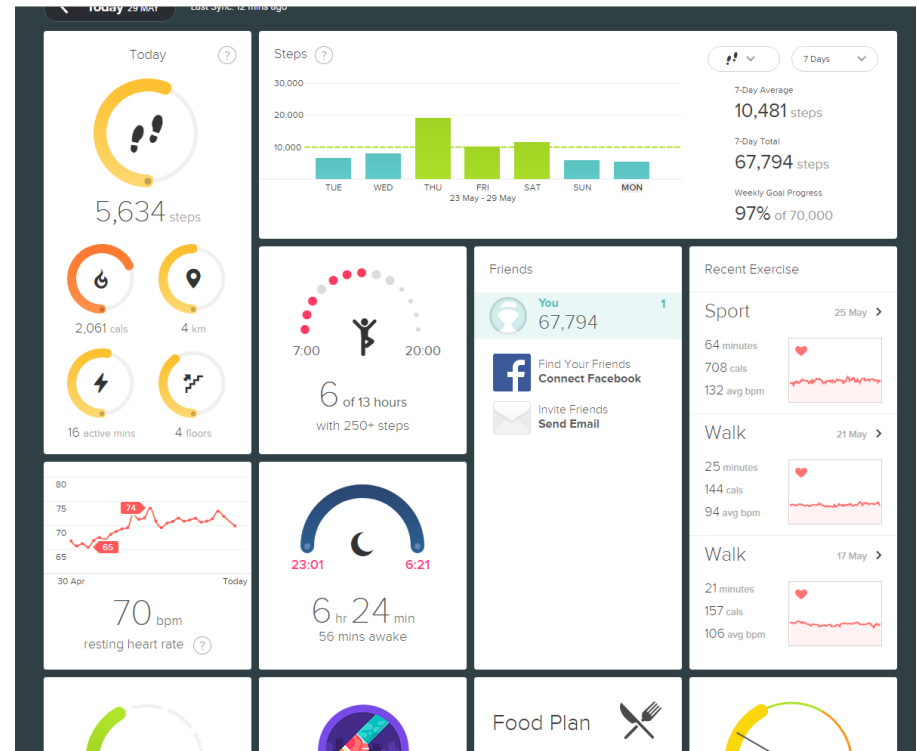 Today 29 MAY
Last Sync: 12 mins ago
Today
?
5,634 steps
2,061 cals
4 km
16 active mins
4 floors
Steps
?
7 Days
30,000
20,000
10,000
TUE
WED
THU
FRI
SAT
SUN
MON
23 May - 29 May
7-Day Average
10,481 steps
7-Day Total
67,794 steps
Weekly Goal Progress
97% of 70,000
7:00
20:00
6 of 13 hours
with 250+ steps
Friends
You
1
67,794
Find Your Friends
Connect Facebook
Invite Friends
Send Email
Recent Exercise
Sport
25 May
64 minutes
708 cals
132 avg bpm
Walk
21 May
25 minutes
144 cals
94 avg bpm
Walk
17 May
21 minutes
157 cals
106 avg bpm
80
75
70
65
74
65
30 Apr
Today
70 bpm
resting heart rate
?
23:01
6:21
6 hr 24 min
56 mins awake
Food Plan